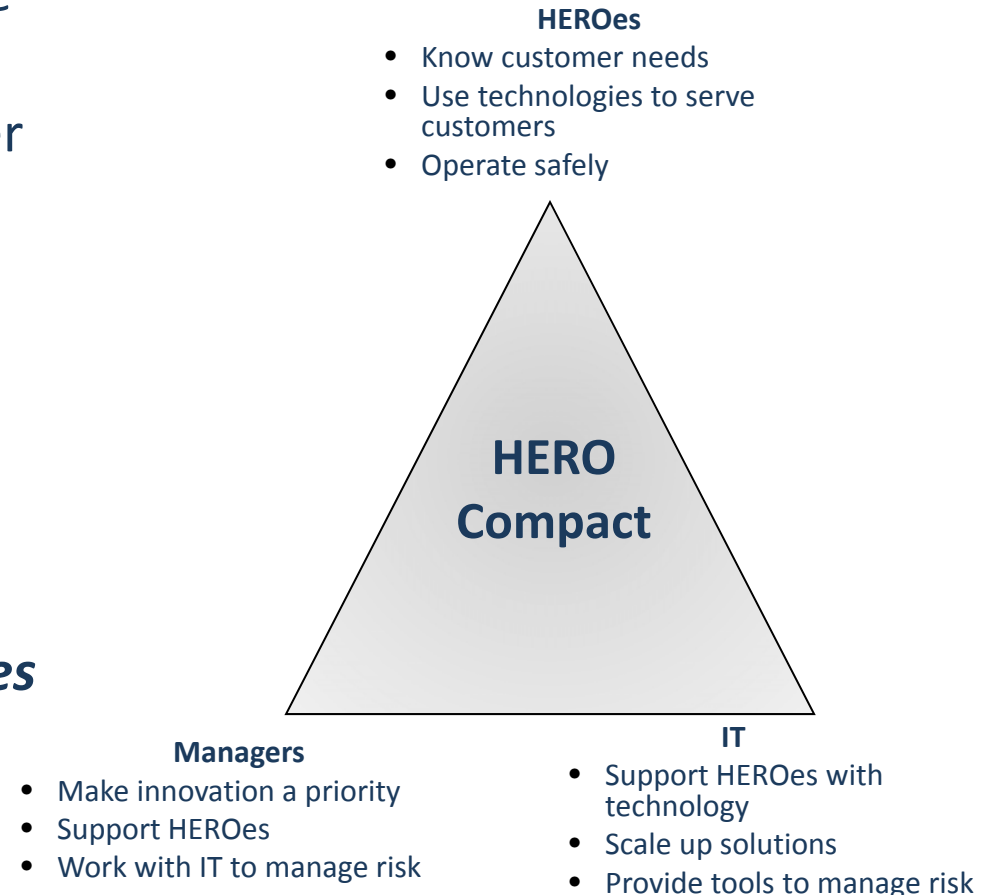 HEROes
• Know customer needs
• Use technologies to serve
customers
• Operate safely
HERO
Compact
Managers
• Make innovation a priority
• Support HEROes
• Work with IT to manage risk
IT
• Support HEROes with
technology
• Scale up solutions
• Provide tools to manage risk